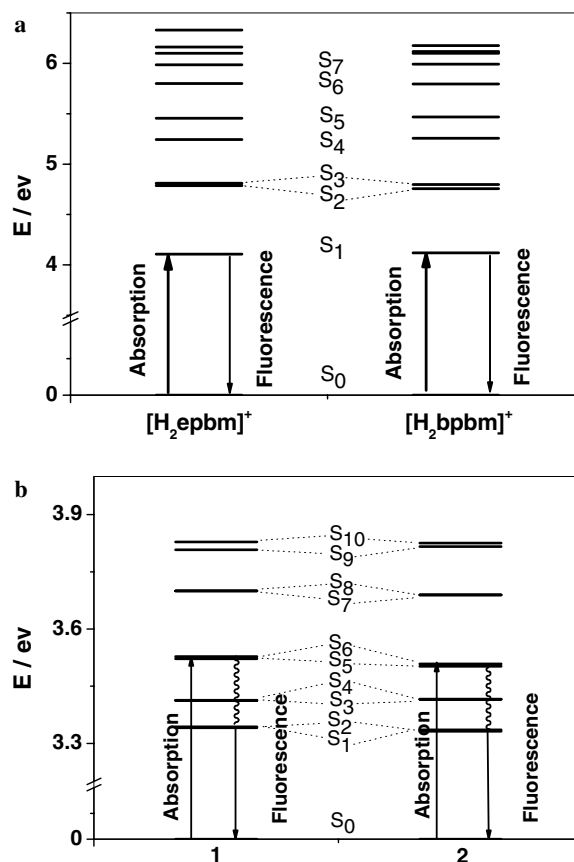 a
E / ev
6
5
4
0
S₇
S₆
S₅
S₄
S₃
S₂
S₁
S₀
Absorption
Fluorescence
Absorption
Fluorescence
[H₂epbm]⁺
[H₂bpbm]⁺
b
E / ev
3.9
3.6
3.3
0
S₁₀
S₉
S₈
S₇
S₆
S₅
S₄
S₃
S₂
S₁
S₀
Absorption
Fluorescence
Absorption
Fluorescence
1
2